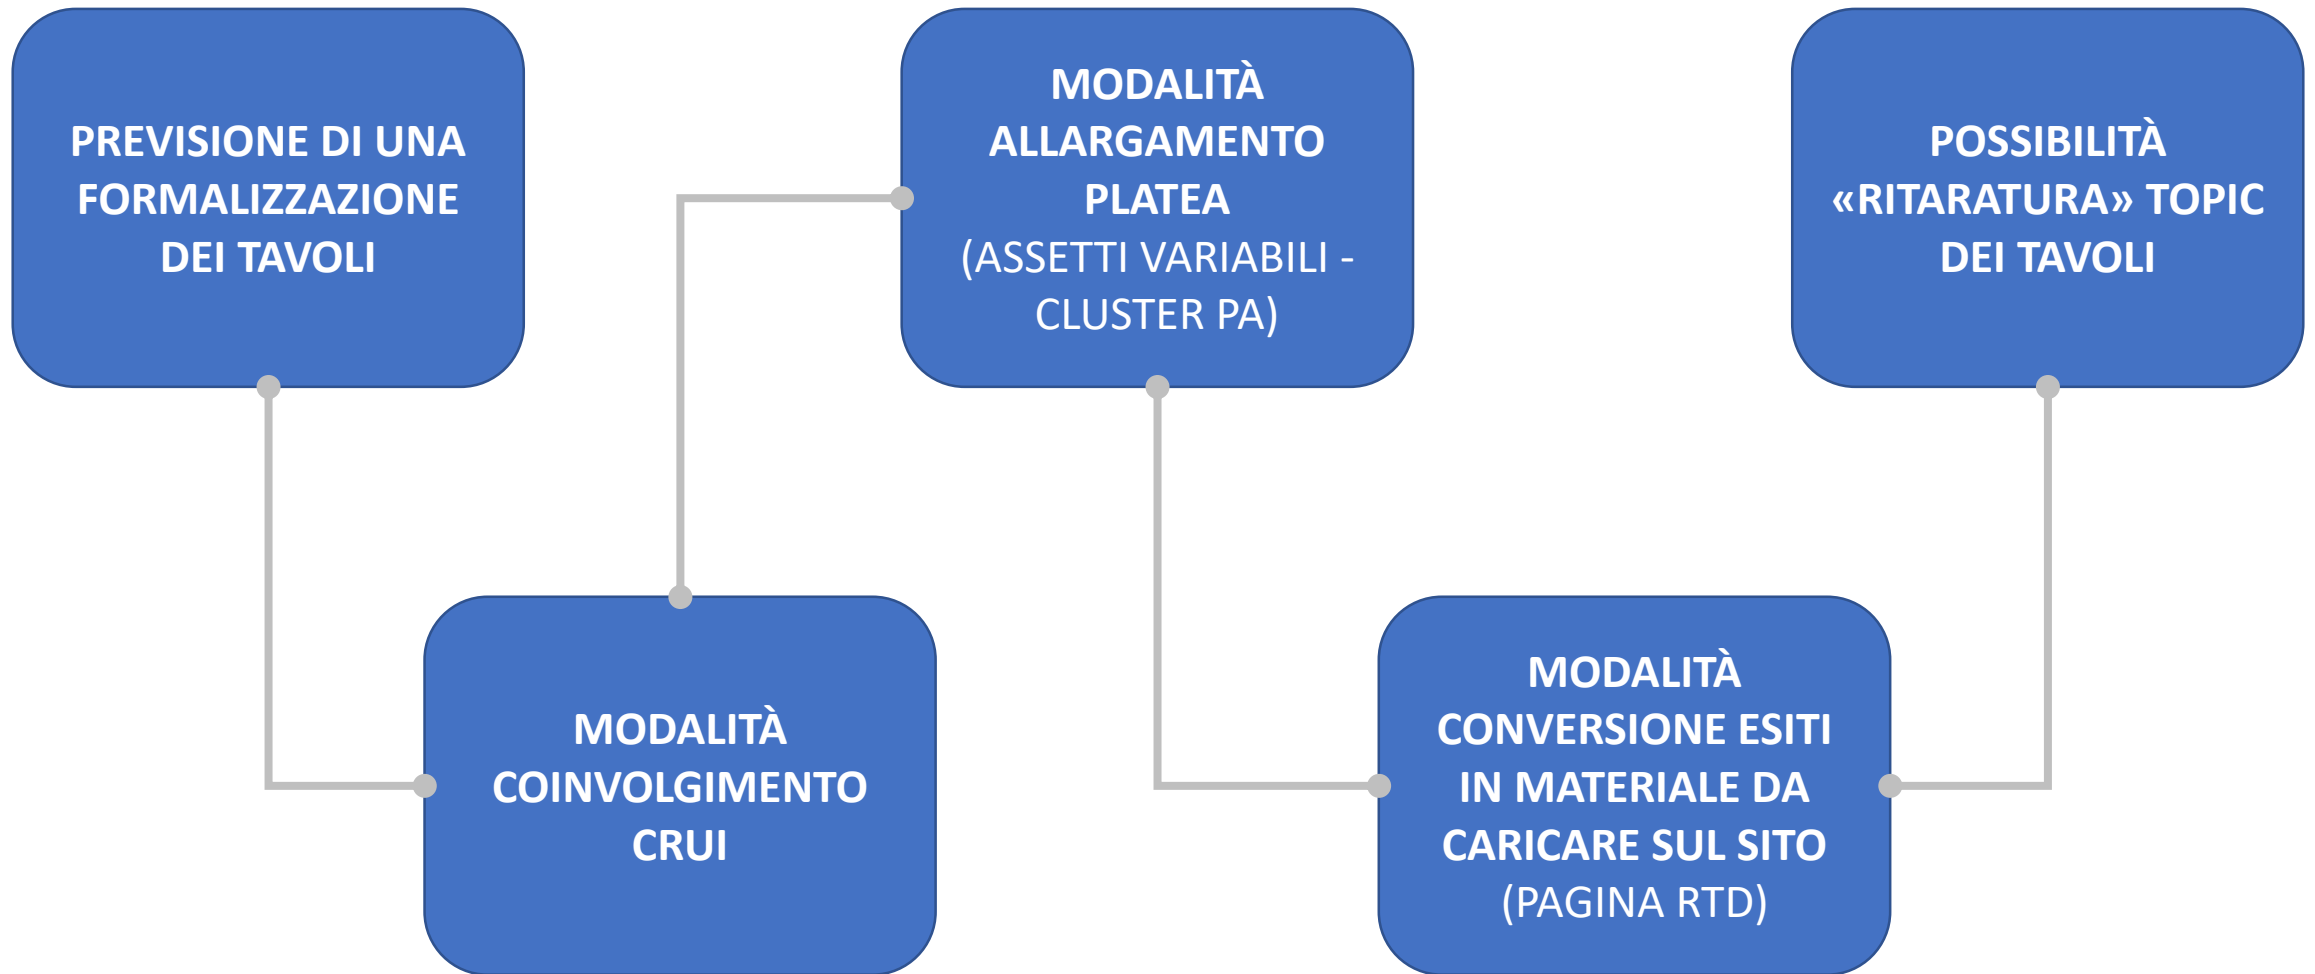 PREVISIONE DI UNA
FORMALIZZAZIONE
DEI TAVOLI
MODALITÀ
COINVOLGIMENTO
CRUI
MODALITÀ
ALLARGAMENTO
PLATEA
(ASSETTI VARIABILI -
CLUSTER PA)
MODALITÀ
CONVERSIONE ESITI
IN MATERIALE DA
CARICARE SUL SITO
(PAGINA RTD)
POSSIBILITÀ
«RITARATURA» TOPIC
DEI TAVOLI